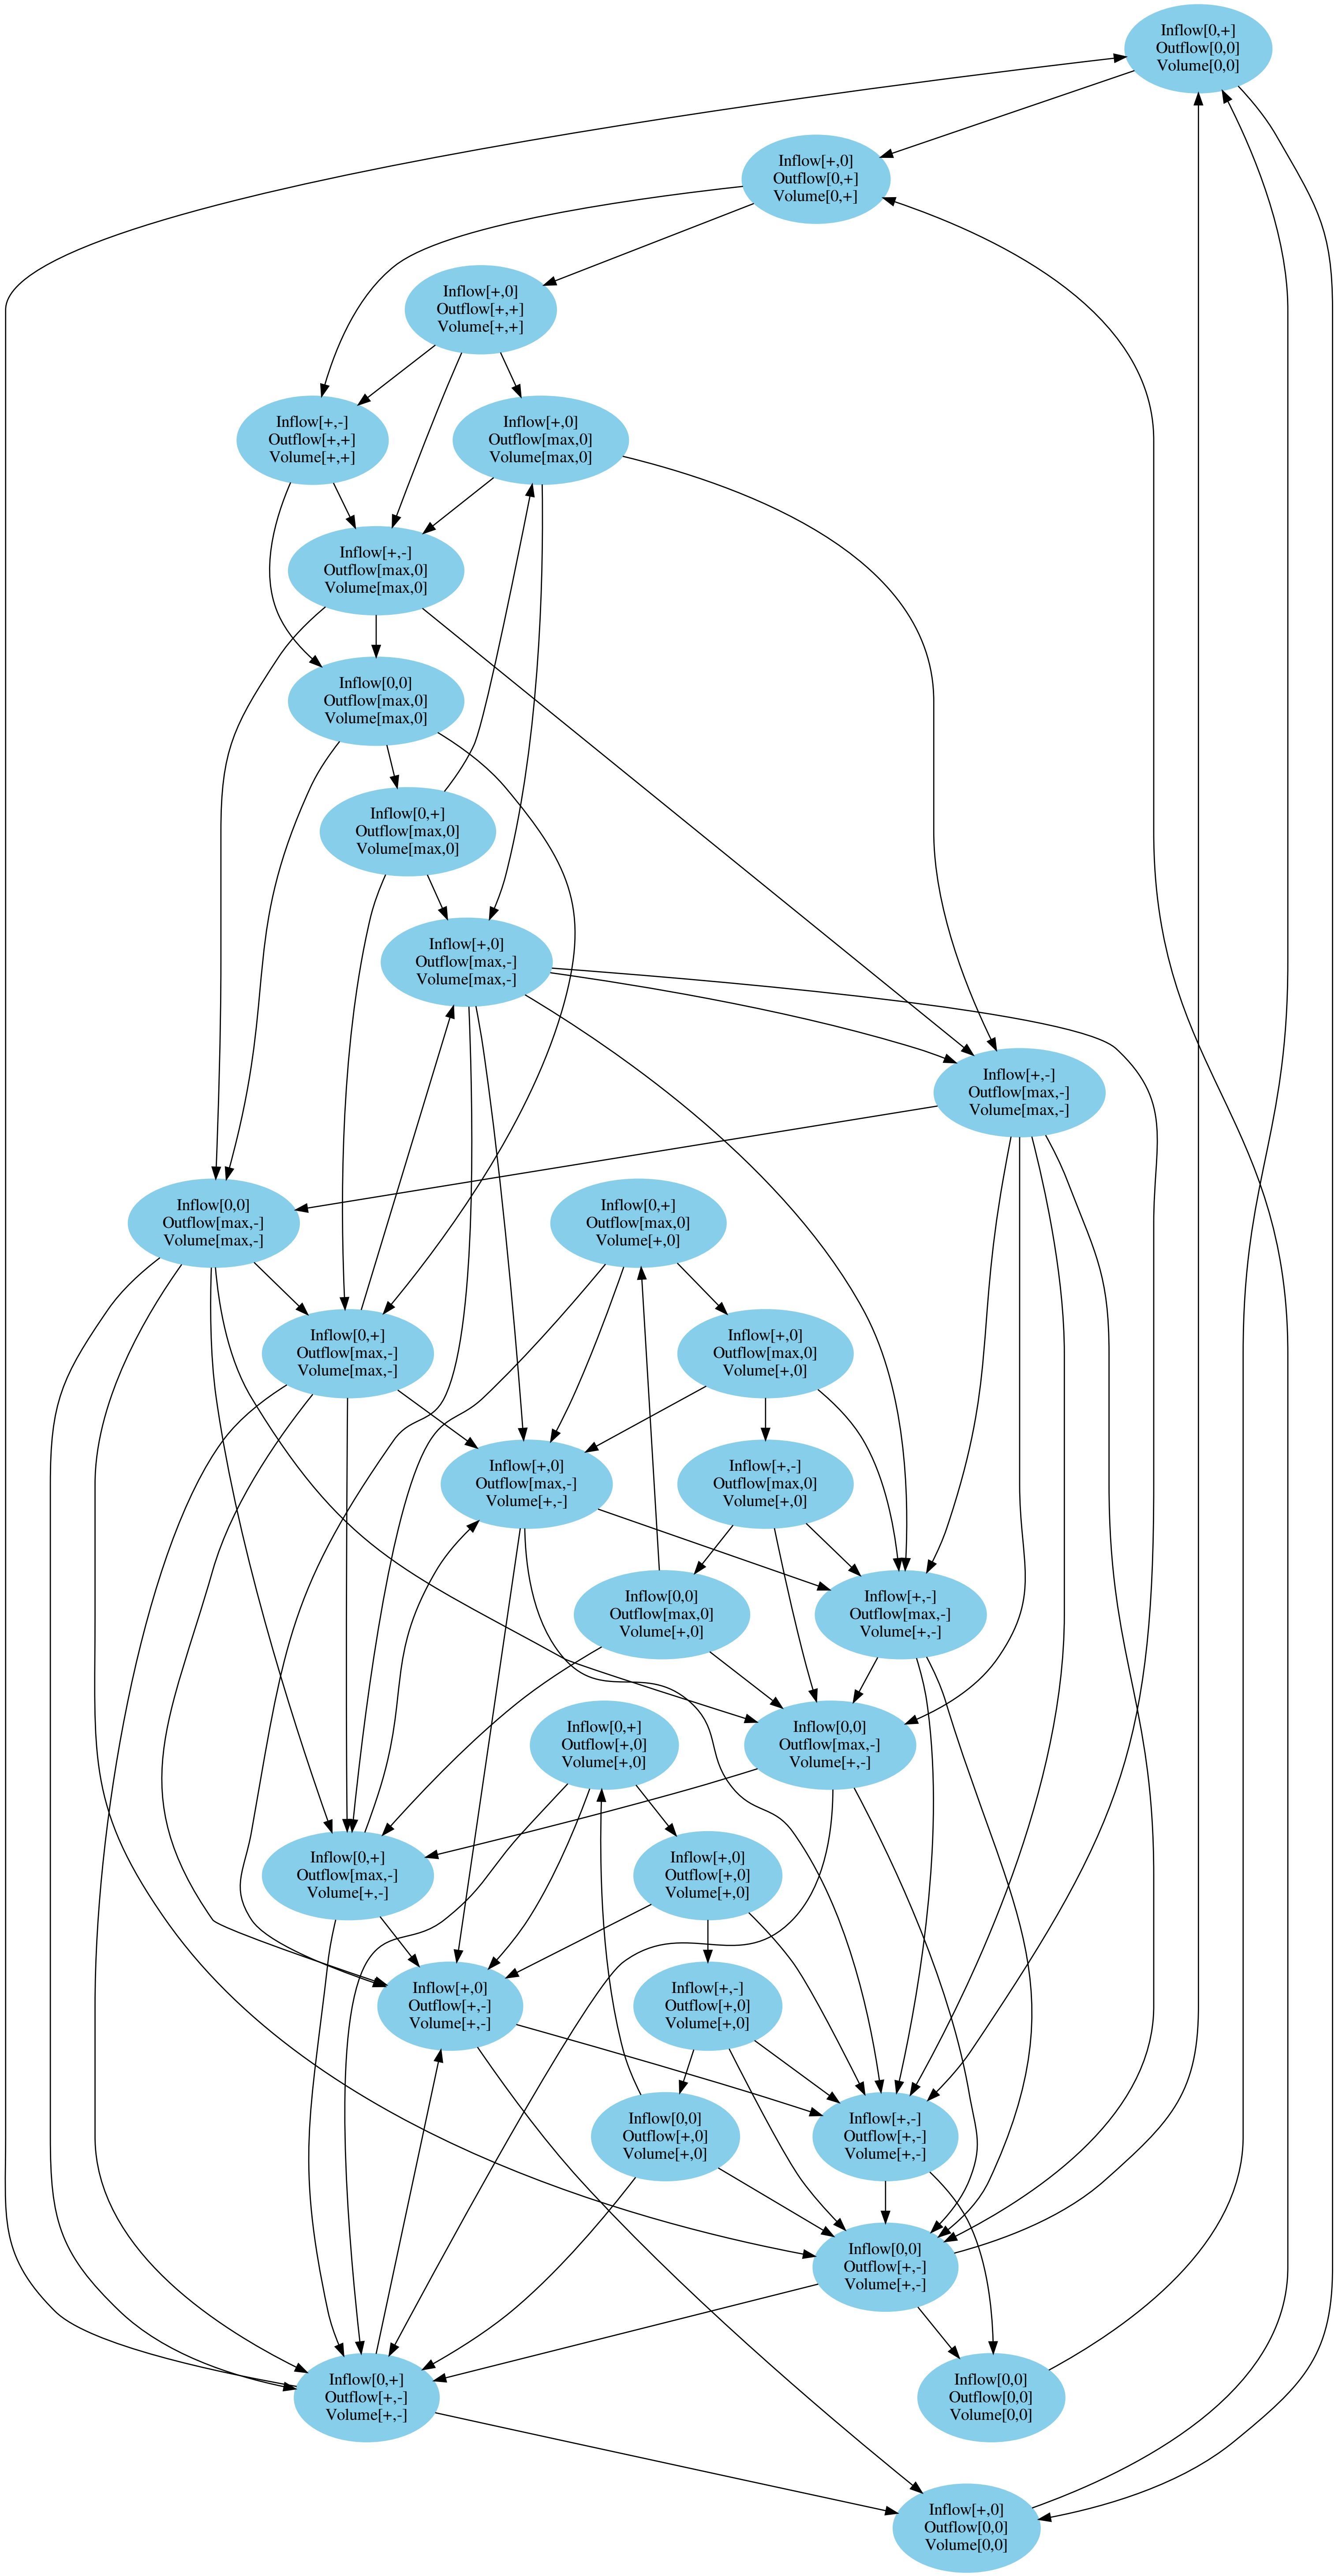 Inflow[0,+]
Outflow[0,0]
Volume[0,0]
Inflow[+,0]
Outflow[0,+]
Volume[0,+]
Inflow[+,0]
Outflow[+,+]
Volume[+,+]
Inflow[+,-]
Outflow[+,+]
Volume[+,+]
Inflow[+,0]
Outflow[max,0]
Volume[max,0]
Inflow[+,-]
Outflow[max,0]
Volume[max,0]
Inflow[0,0]
Outflow[max,0]
Volume[max,0]
Inflow[0,+]
Outflow[max,0]
Volume[max,0]
Inflow[+,0]
Outflow[max,-]
Volume[max,-]
Inflow[+,-]
Outflow[max,-]
Volume[max,-]
Inflow[0,0]
Outflow[max,-]
Volume[max,-]
Inflow[0,+]
Outflow[max,0]
Volume[+,0]
Inflow[0,+]
Outflow[max,-]
Volume[max,-]
Inflow[+,0]
Outflow[max,0]
Volume[+,0]
Inflow[+,0]
Outflow[max,-]
Volume[+,-]
Inflow[+,-]
Outflow[max,0]
Volume[+,0]
Inflow[0,0]
Outflow[max,0]
Volume[+,0]
Inflow[+,-]
Outflow[max,-]
Volume[+,-]
Inflow[0,+]
Outflow[+,0]
Volume[+,0]
Inflow[0,0]
Outflow[max,-]
Volume[+,-]
Inflow[0,+]
Outflow[max,-]
Volume[+,-]
Inflow[+,0]
Outflow[+,0]
Volume[+,0]
Inflow[+,0]
Outflow[+,-]
Volume[+,-]
Inflow[+,-]
Outflow[+,0]
Volume[+,0]
Inflow[0,0]
Outflow[+,0]
Volume[+,0]
Inflow[+,-]
Outflow[+,-]
Volume[+,-]
Inflow[0,0]
Outflow[+,-]
Volume[+,-]
Inflow[0,+]
Outflow[+,-]
Volume[+,-]
Inflow[0,0]
Outflow[0,0]
Volume[0,0]
Inflow[+,0]
Outflow[0,0]
Volume[0,0]